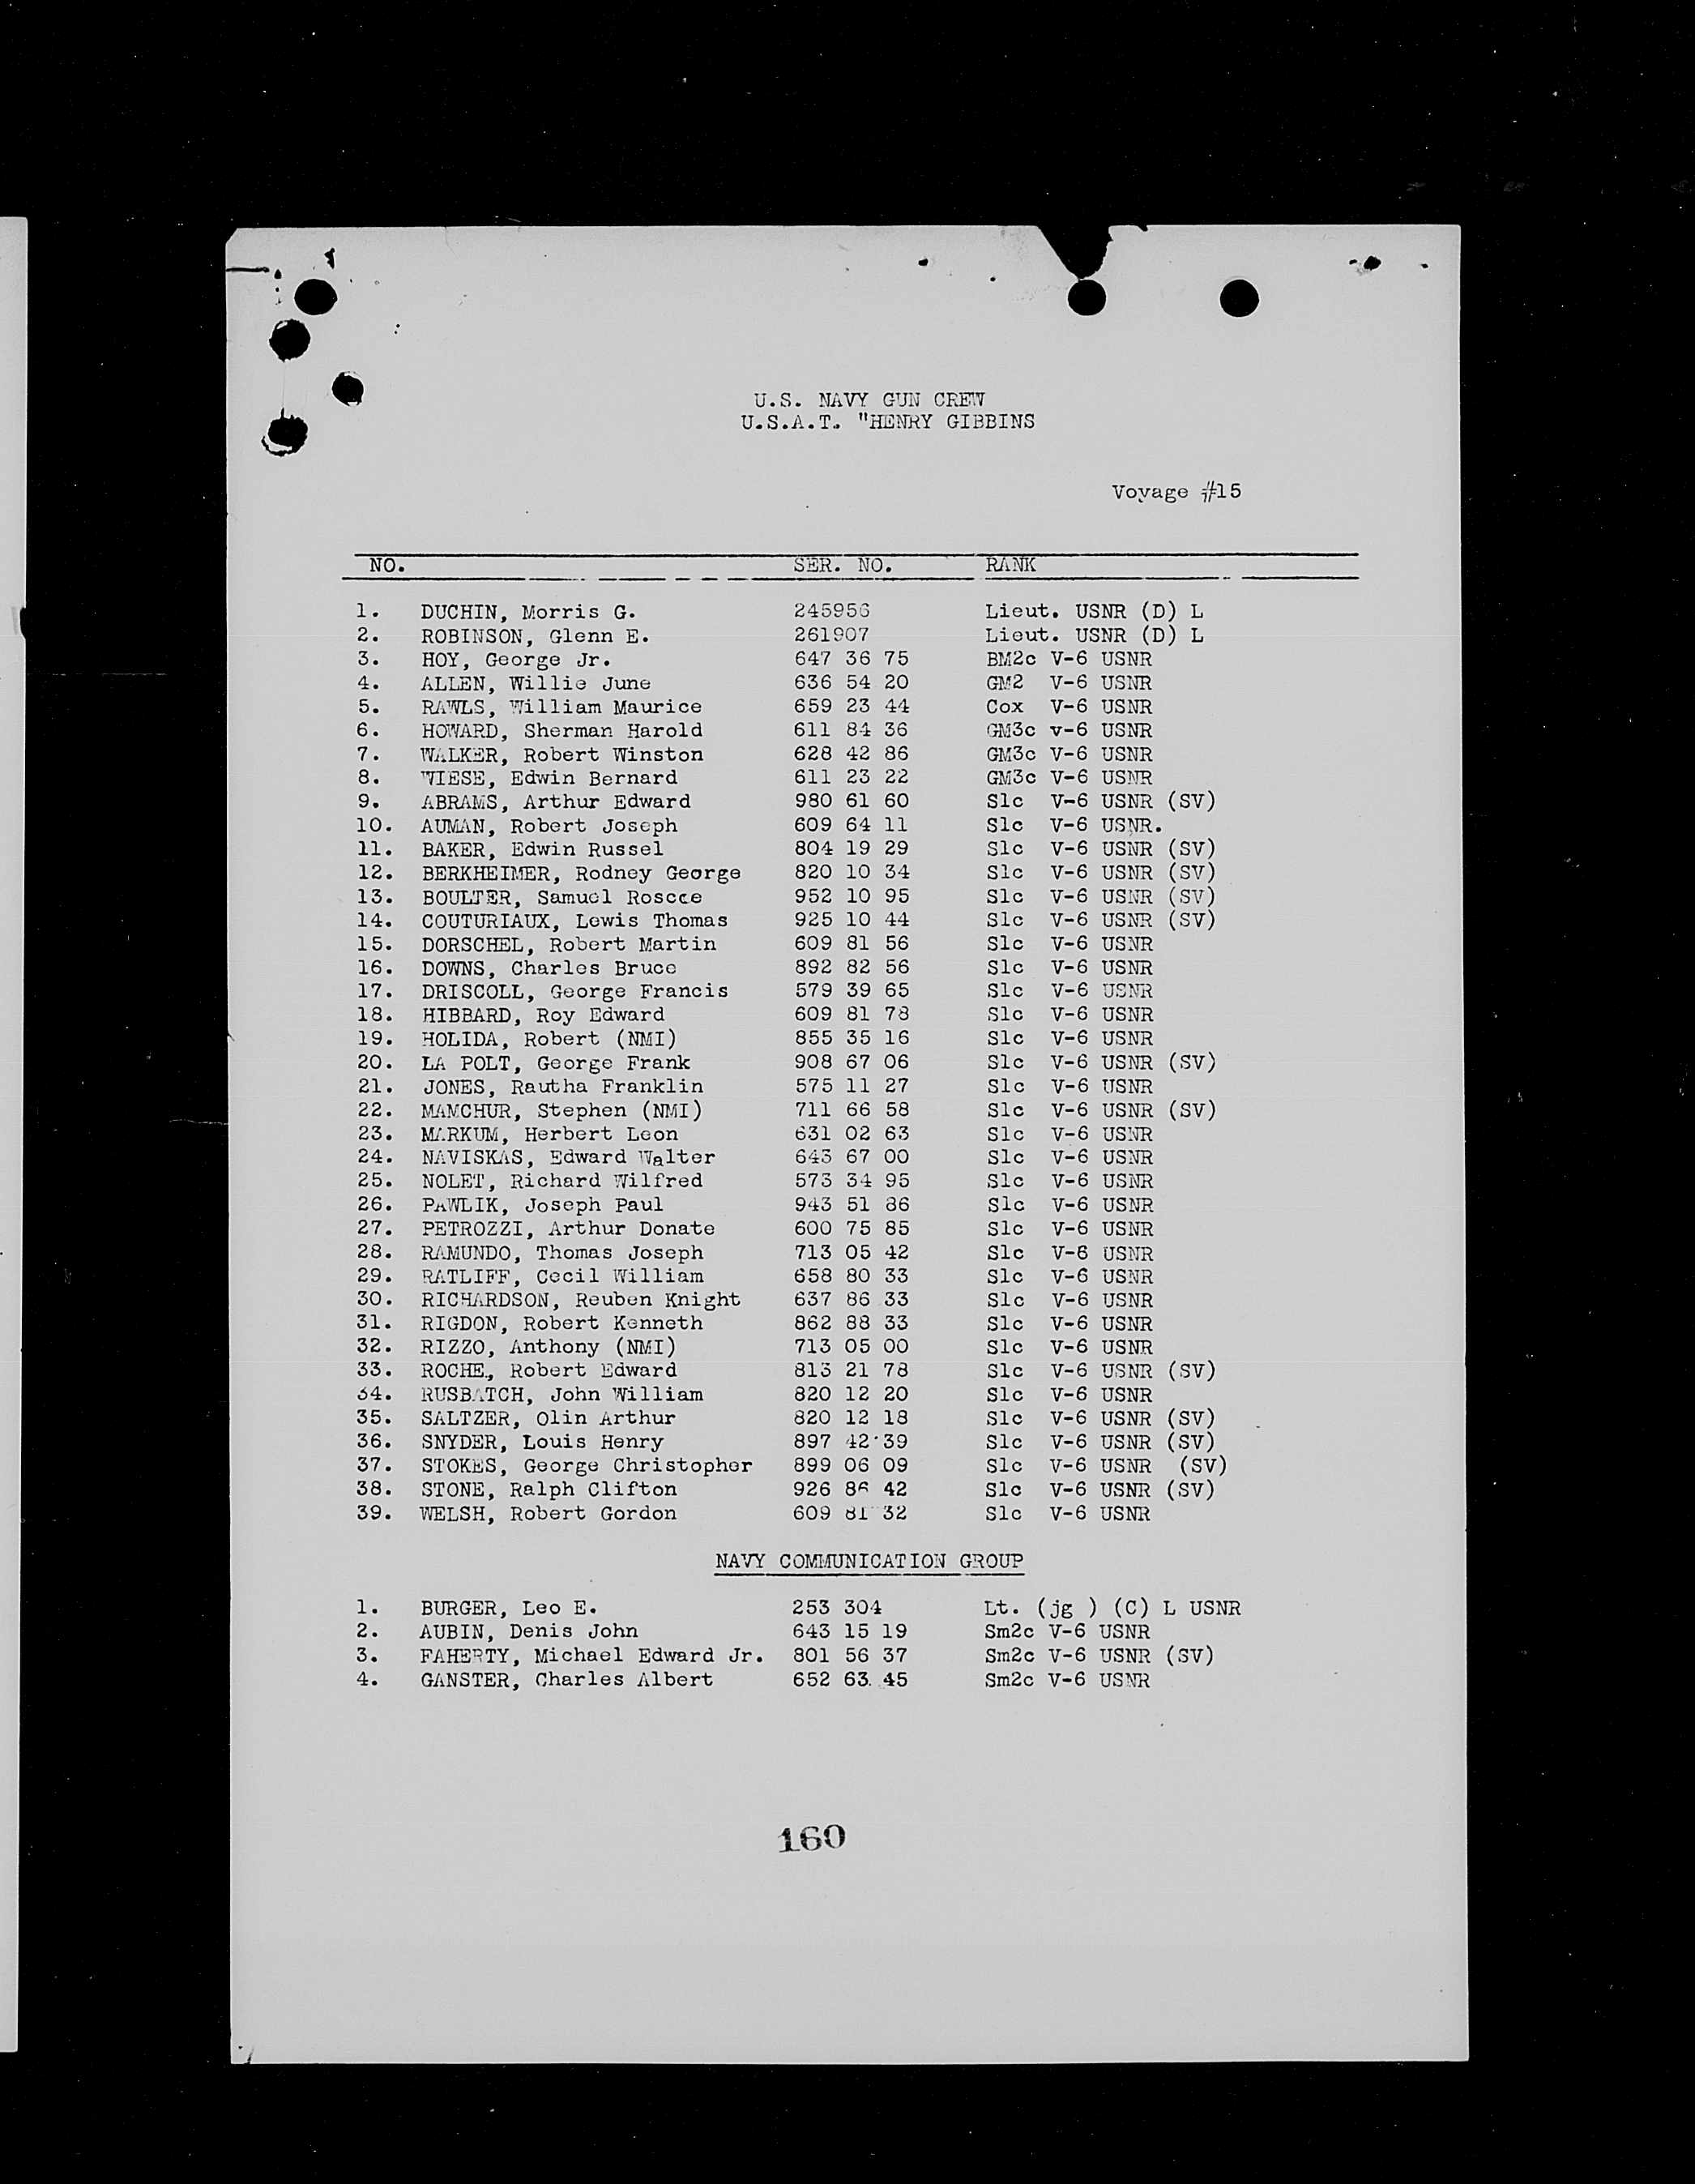 U.S. NAVY GUN CREW
U.S.A.T. "HENRY GIBBINS
Voyage #15
NO. SER. NO. RANK
1. DUCHIN, Morris G. 245956 Lieut. USNR (D) L
2. ROBINSON, Glenn E. 261907 Lieut. USNR (D) L
3. HOY, George Jr. 647 36 75 BM2c V-6 USNR
4. ALLEN, Willie June 636 54 20 GM2 V-6 USNR
5. RAWLS, William Maurice 659 23 44 Cox V-6 USNR
6. HOWARD, Sherman Harold 611 84 36 GM3c v-6 USNR
7. WALKER, Robert Winston 628 42 86 GM3c V-6 USNR
8. WIESE, Edwin Bernard 611 23 22 GM3c V-6 USNR
9. ABRAMS, Arthur Edward 980 61 60 S1c V-6 USNR (SV)
10. AUMAN, Robert Joseph 609 64 11 S1c V-6 USNR.
11. BAKER, Edwin Russel 804 19 29 S1c V-6 USNR (SV)
12. BERKHEIMER, Rodney George 820 10 34 S1c V-6 USNR (SV)
13. BOULTER, Samuel Roscce 952 10 95 S1c V-6 USNR (SV)
14. COUTURIAUX, Lewis Thomas 925 10 44 S1c V-6 USNR (SV)
15. DORSCHEL, Robert Martin 609 81 56 S1c V-6 USNR
16. DOWNS, Charles Bruce 892 82 56 S1c V-6 USNR
17. DRISCOLL, George Francis 579 39 65 S1c V-6 USNR
18. HIBBARD, Roy Edward 609 81 78 S1c V-6 USNR
19. HOLIDA, Robert (NMI) 855 35 16 S1c V-6 USNR
20. LA POLT, George Frank 908 67 06 S1c V-6 USNR (SV)
21. JONES, Rautha Franklin 575 11 27 S1c V-6 USNR
22. MAMCHUR, Stephen (NMI) 711 66 58 S1c V-6 USNR (SV)
23. MARKUM, Herbert Leon 631 02 63 S1c V-6 USNR
24. NAVISKAS, Edward Walter 643 67 00 S1c V-6 USNR
25. NOLET, Richard Wilfred 573 34 95 S1c V-6 USNR
26. PAWLIK, Joseph Paul 943 51 86 S1c V-6 USNR
27. PETROZZI, Arthur Donate 600 75 85 S1c V-6 USNR
28. RAMUNDO, Thomas Joseph 713 05 42 S1c V-6 USNR
29. RATLIFF, Cecil William 658 80 33 S1c V-6 USNR
30. RICHARDSON, Reuben Knight 637 86 33 S1c V-6 USNR
31. RIGDON, Robert Kenneth 862 88 33 S1c V-6 USNR
32. RIZZO, Anthony (NMI) 713 05 00 S1c V-6 USNR
33. ROCHE, Robert Edward 813 21 78 S1c V-6 USNR (SV)
34. RUSBATCH, John William 820 12 20 S1c V-6 USNR
35. SALTZER, Olin Arthur 820 12 18 S1c V-6 USNR (SV)
36. SNYDER, Louis Henry 897 42 39 S1c V-6 USNR (SV)
37. STOKES, George Christopher 899 06 09 S1c V-6 USNR (SV)
38. STONE, Ralph Clifton 926 86 42 S1c V-6 USNR (SV)
39. WELSH, Robert Gordon 609 81 32 S1c V-6 USNR
NAVY COMMUNICATION GROUP
1. BURGER, Leo E. 253 304 Lt. (jg ) (C) L USNR
2. AUBIN, Denis John 643 15 19 Sm2c V-6 USNR
3. FAHERTY, Michael Edward Jr. 801 56 37 Sm2c V-6 USNR (SV)
4. GANSTER, Charles Albert 652 63 45 Sm2c V-6 USNR
160